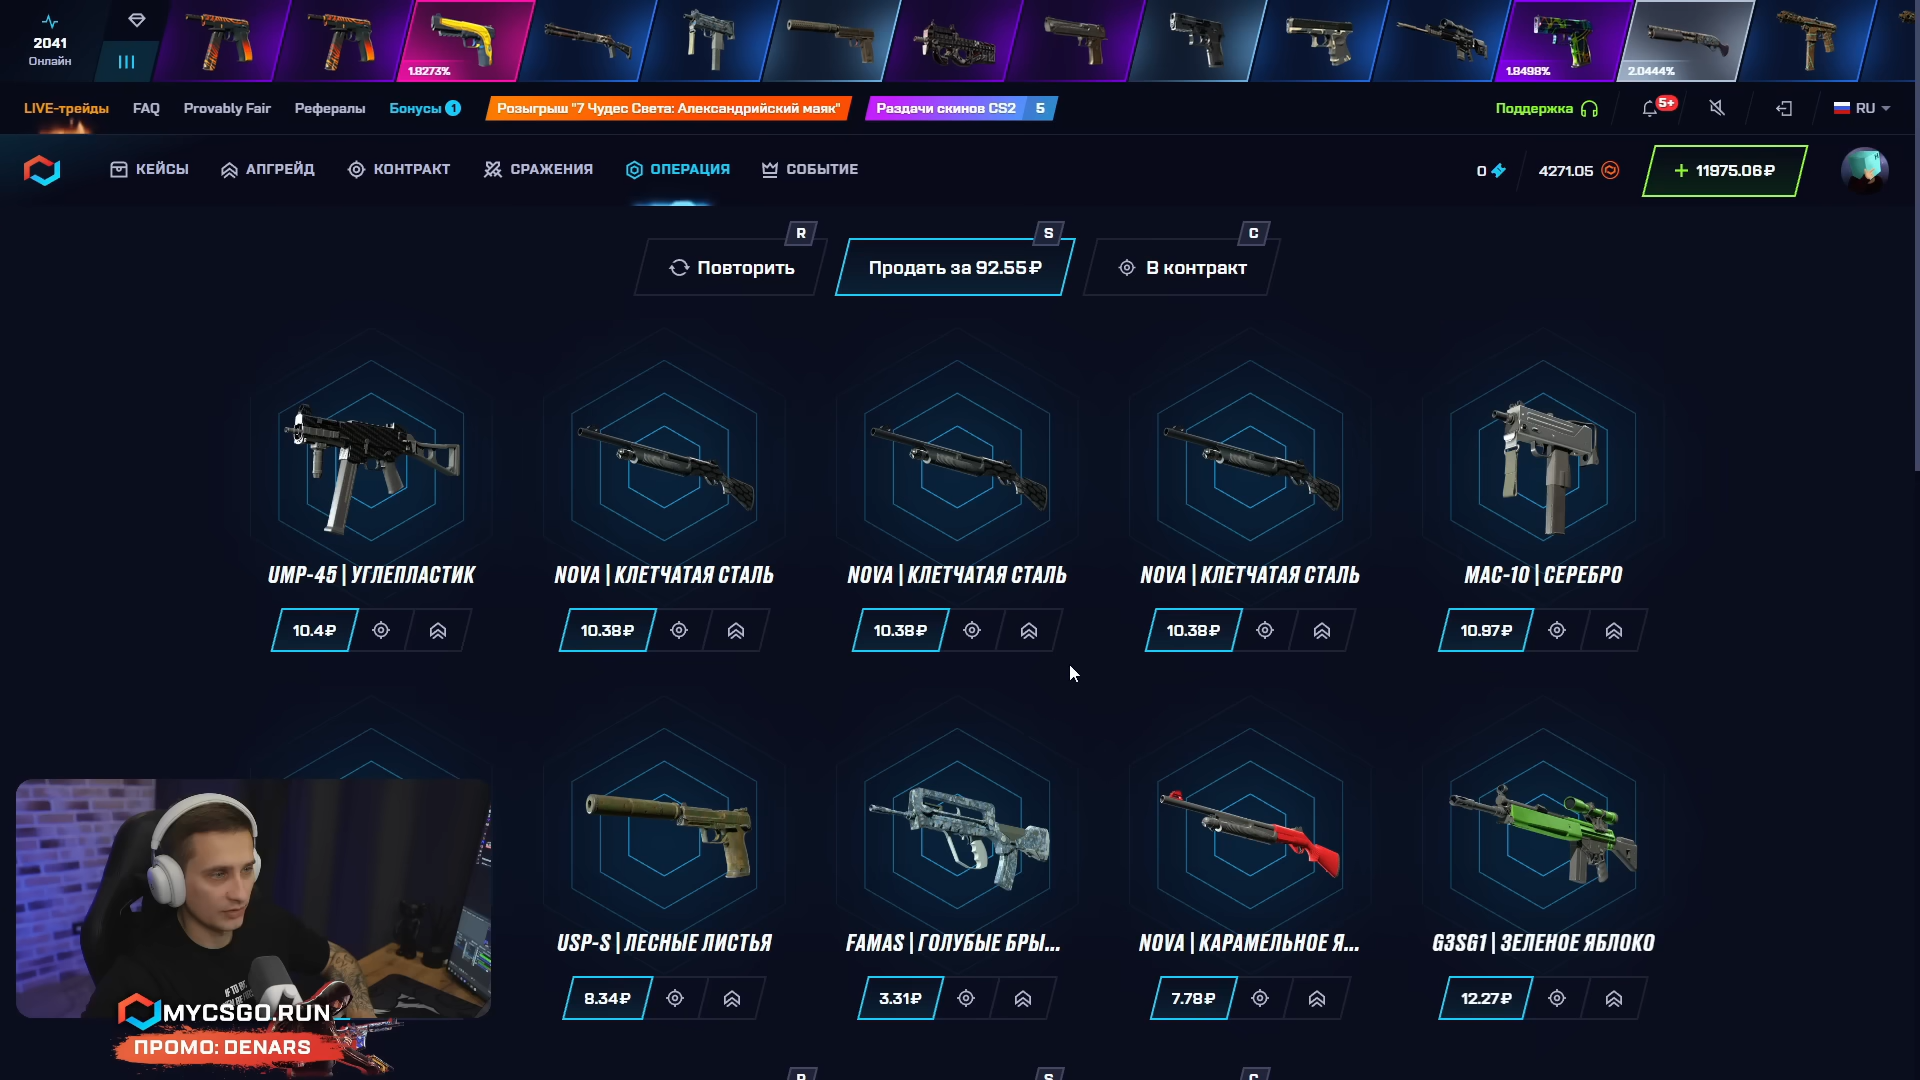 2041
Онлайн
1.8273%
1.8498%
2.0444%
LIVE-трейды
FAQ
Provably Fair
Рефералы
Бонусы 1
Розыгрыш "7 Чудес Света: Александрийский маяк"
Раздачи скинов CS2 5
Поддержка
5+
RU
КЕЙСЫ
АПГРЕЙД
КОНТРАКТ
СРАЖЕНИЯ
ОПЕРАЦИЯ
СОБЫТИЕ
0
4271.05
+ 11975.06₽
R
S
C
Повторить
Продать за 92.55₽
В контракт
UMP-45 | УГЛЕПЛАСТИК
NOVA | КЛЕТЧАТАЯ СТАЛЬ
NOVA | КЛЕТЧАТАЯ СТАЛЬ
NOVA | КЛЕТЧАТАЯ СТАЛЬ
MAC-10 | СЕРЕБРО
10.4₽
10.38₽
10.38₽
10.38₽
10.97₽
USP-S | ЛЕСНЫЕ ЛИСТЬЯ
FAMAS | ГОЛУБЫЕ БРЫ...
NOVA | КАРАМЕЛЬНОЕ Я...
G3SG1 | ЗЕЛЕНОЕ ЯБЛОКО
8.34₽
3.31₽
7.78₽
12.27₽
MYCSGO.RUN
ПРОМО: DENARS
R
S
C